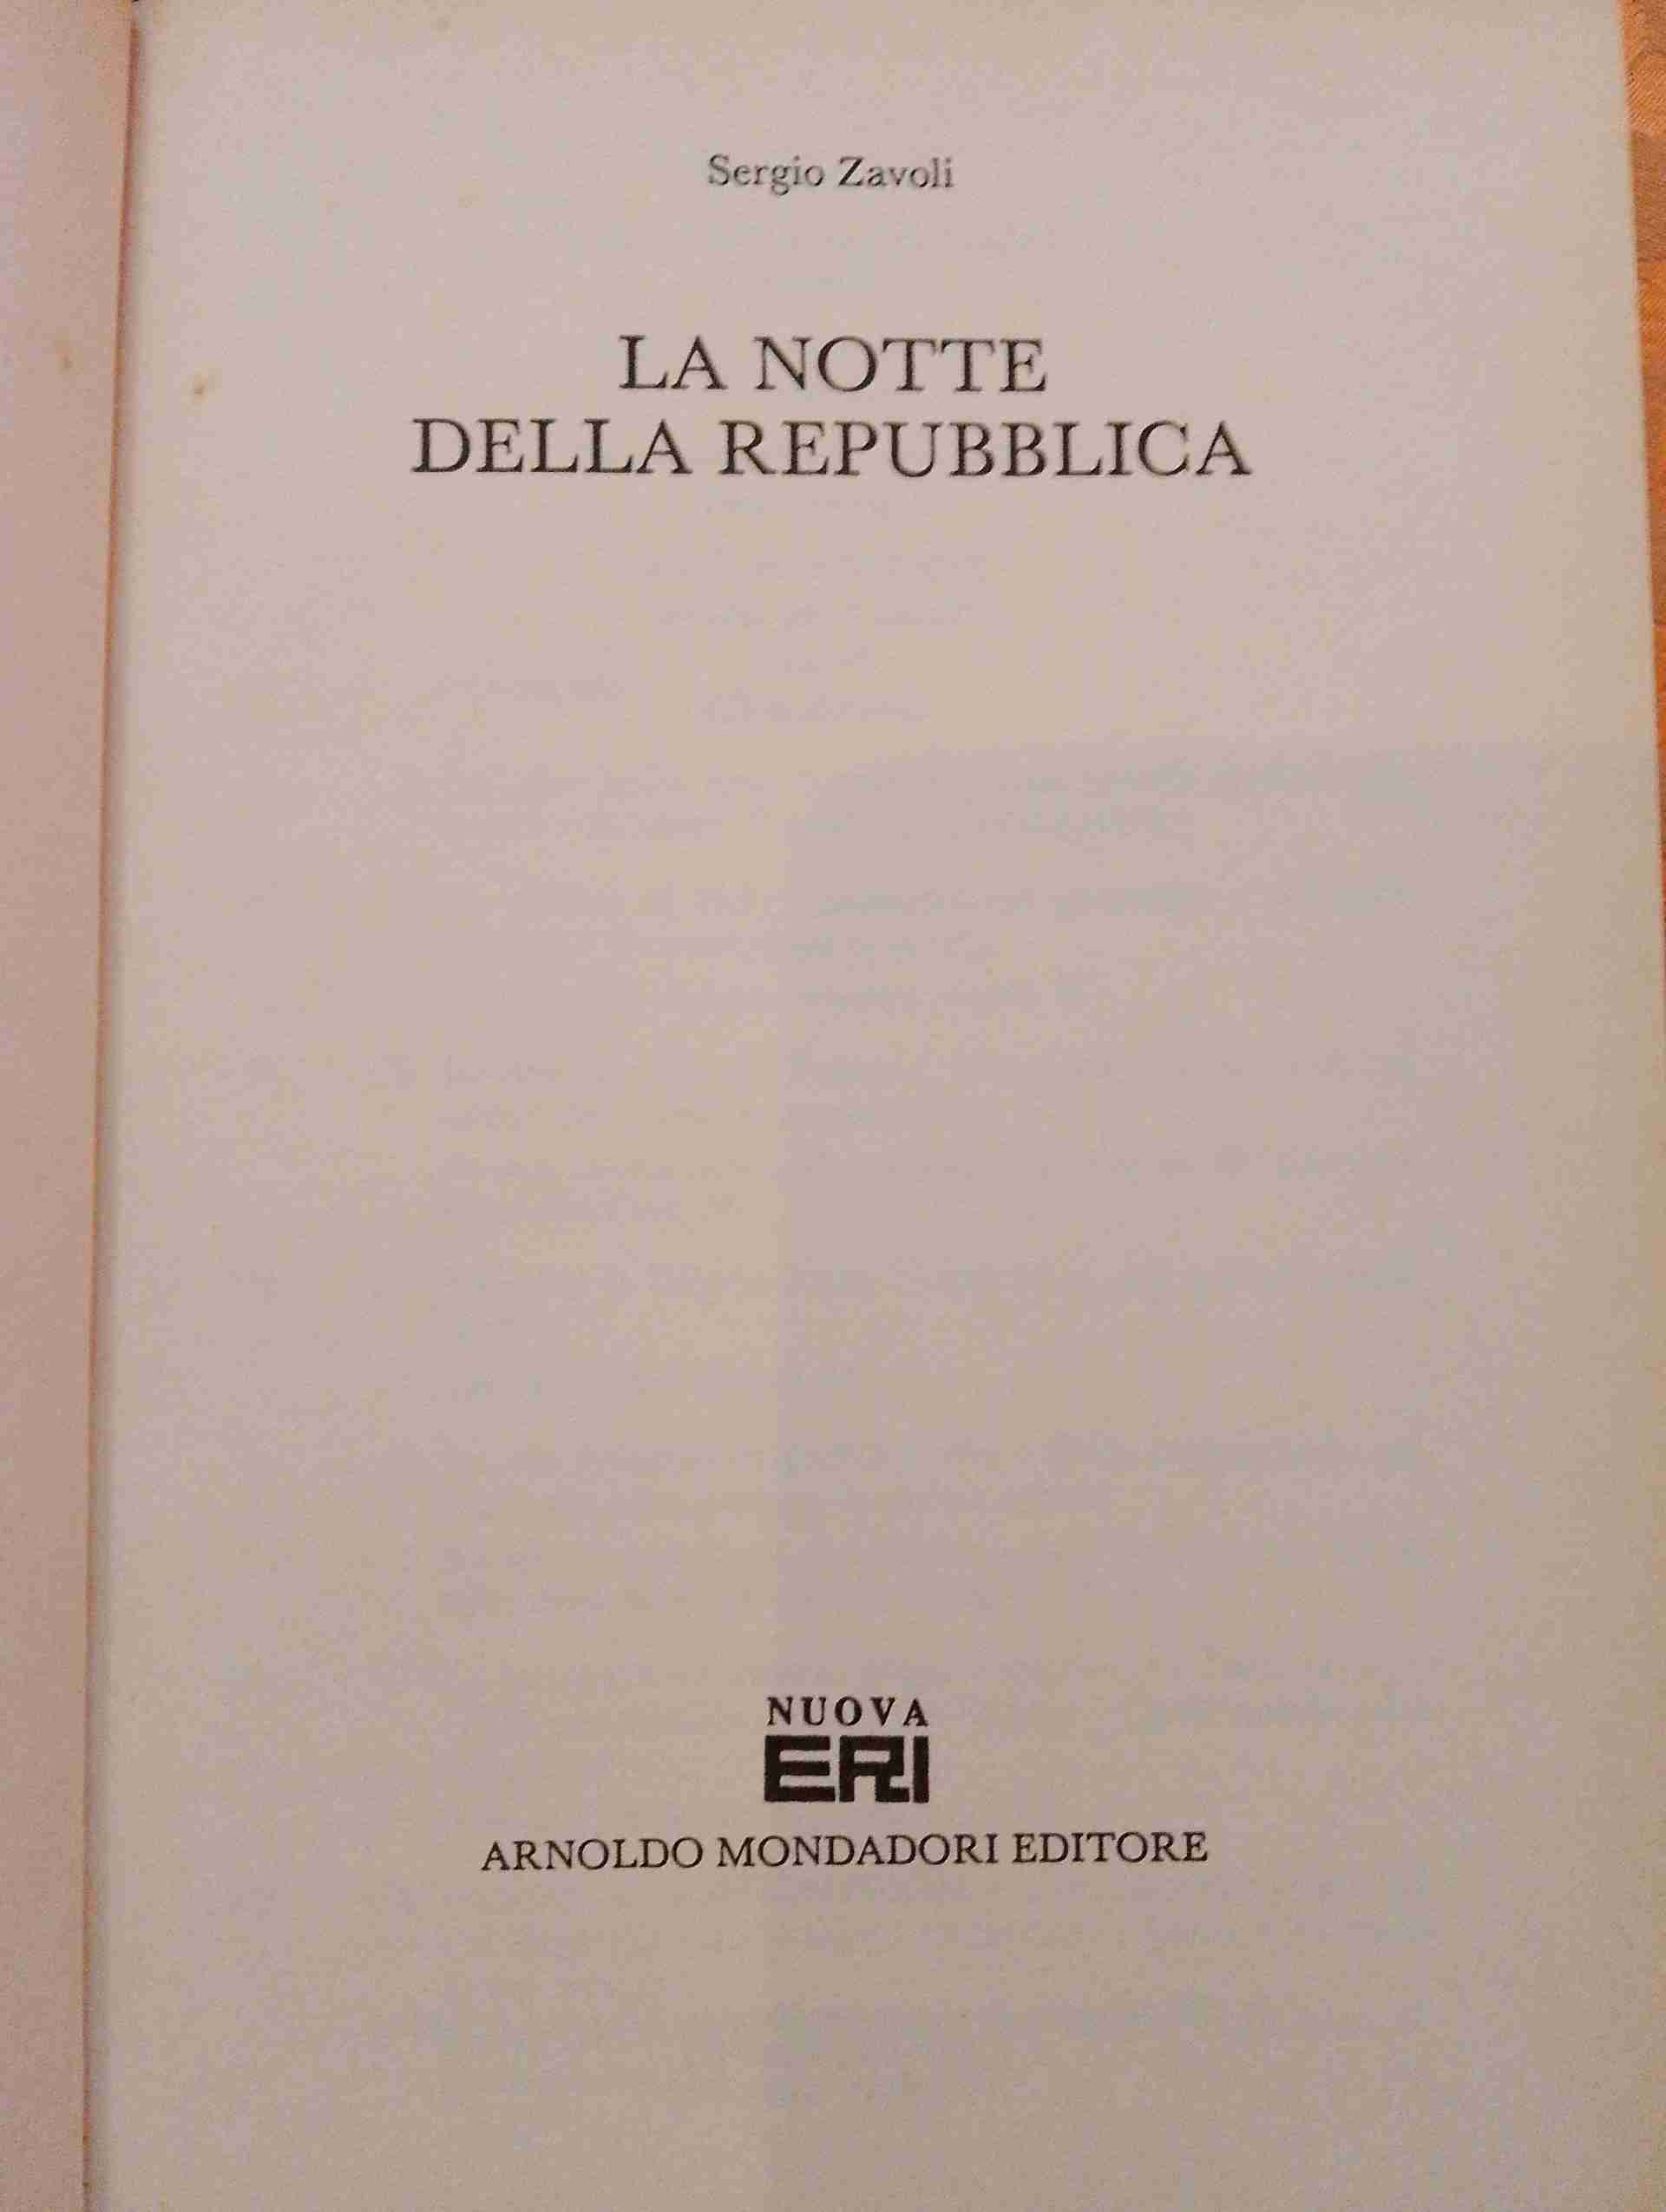 Sergio Zavoli
LA NOTTE
DELLA REPUBBLICA
NUOVA
ERI
ARNOLDO MONDADORI EDITORE